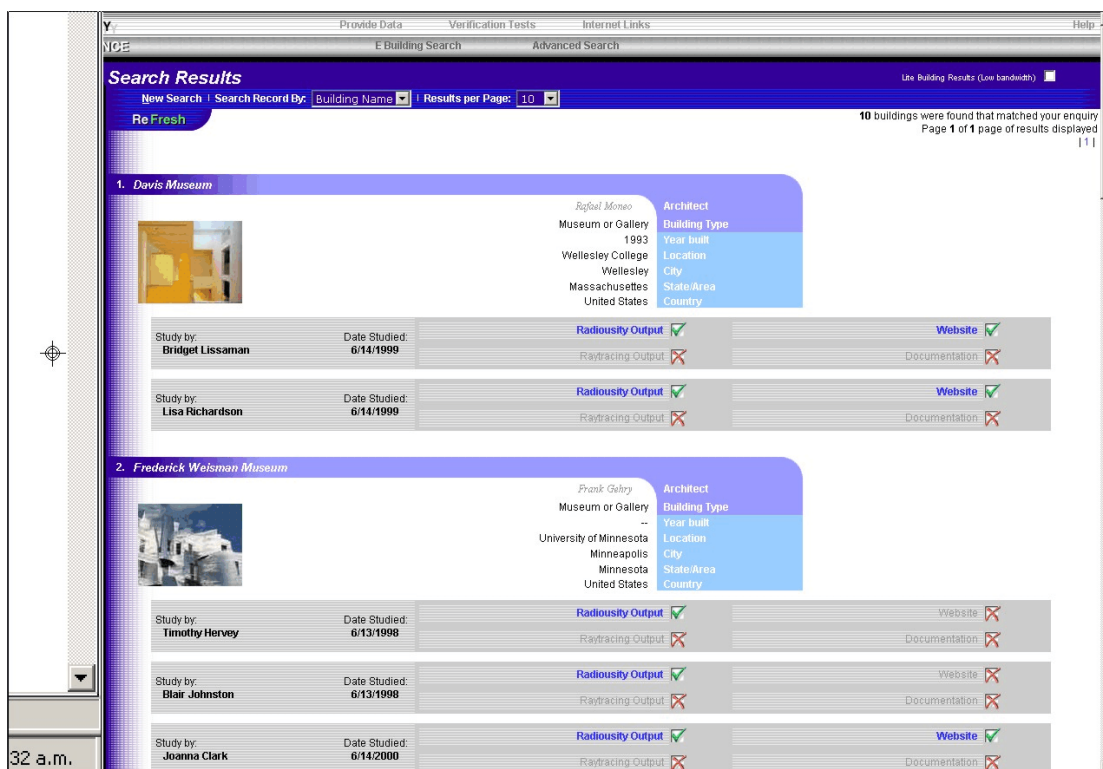 Y
Provide Data Verification Tests Internet Links Help
NCE E Building Search Advanced Search
Search Results Lite Building Results (Low bandwidth)
New Search | Search Record By: Building Name | Results per Page: 10
ReFresh
10 buildings were found that matched your enquiry
Page 1 of 1 page of results displayed
| 1 |
1. Davis Museum
Rafael Moneo Architect
Museum or Gallery Building Type
1993 Year built
Wellesley College Location
Wellesley City
Massachusettes State/Area
United States Country
Study by: Date Studied: Radiousity Output Website
Bridget Lissaman 6/14/1999 Raytracing Output Documentation
Study by: Date Studied: Radiousity Output Website
Lisa Richardson 6/14/1999 Raytracing Output Documentation
2. Frederick Weisman Museum
Frank Gehry Architect
Museum or Gallery Building Type
-- Year built
University of Minnesota Location
Minneapolis City
Minnesota State/Area
United States Country
Study by: Date Studied: Radiousity Output Website
Timothy Hervey 6/13/1998 Raytracing Output Documentation
Study by: Date Studied: Radiousity Output Website
Blair Johnston 6/13/1998 Raytracing Output Documentation
Study by: Date Studied: Radiousity Output Website
Joanna Clark 6/14/2000 Raytracing Output Documentation
32 a.m.